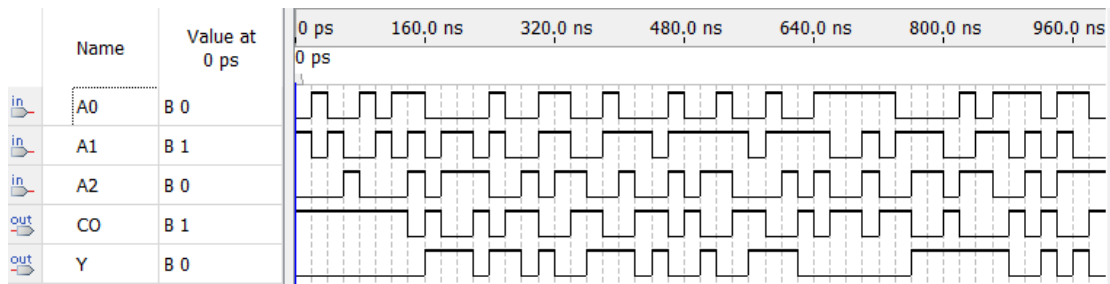 Name
Value at
0 ps
0 ps
160.0 ns
320.0 ns
480.0 ns
640.0 ns
800.0 ns
960.0 ns
0 ps
in
A0
B 0
in
A1
B 1
in
A2
B 0
out
CO
B 1
out
Y
B 0